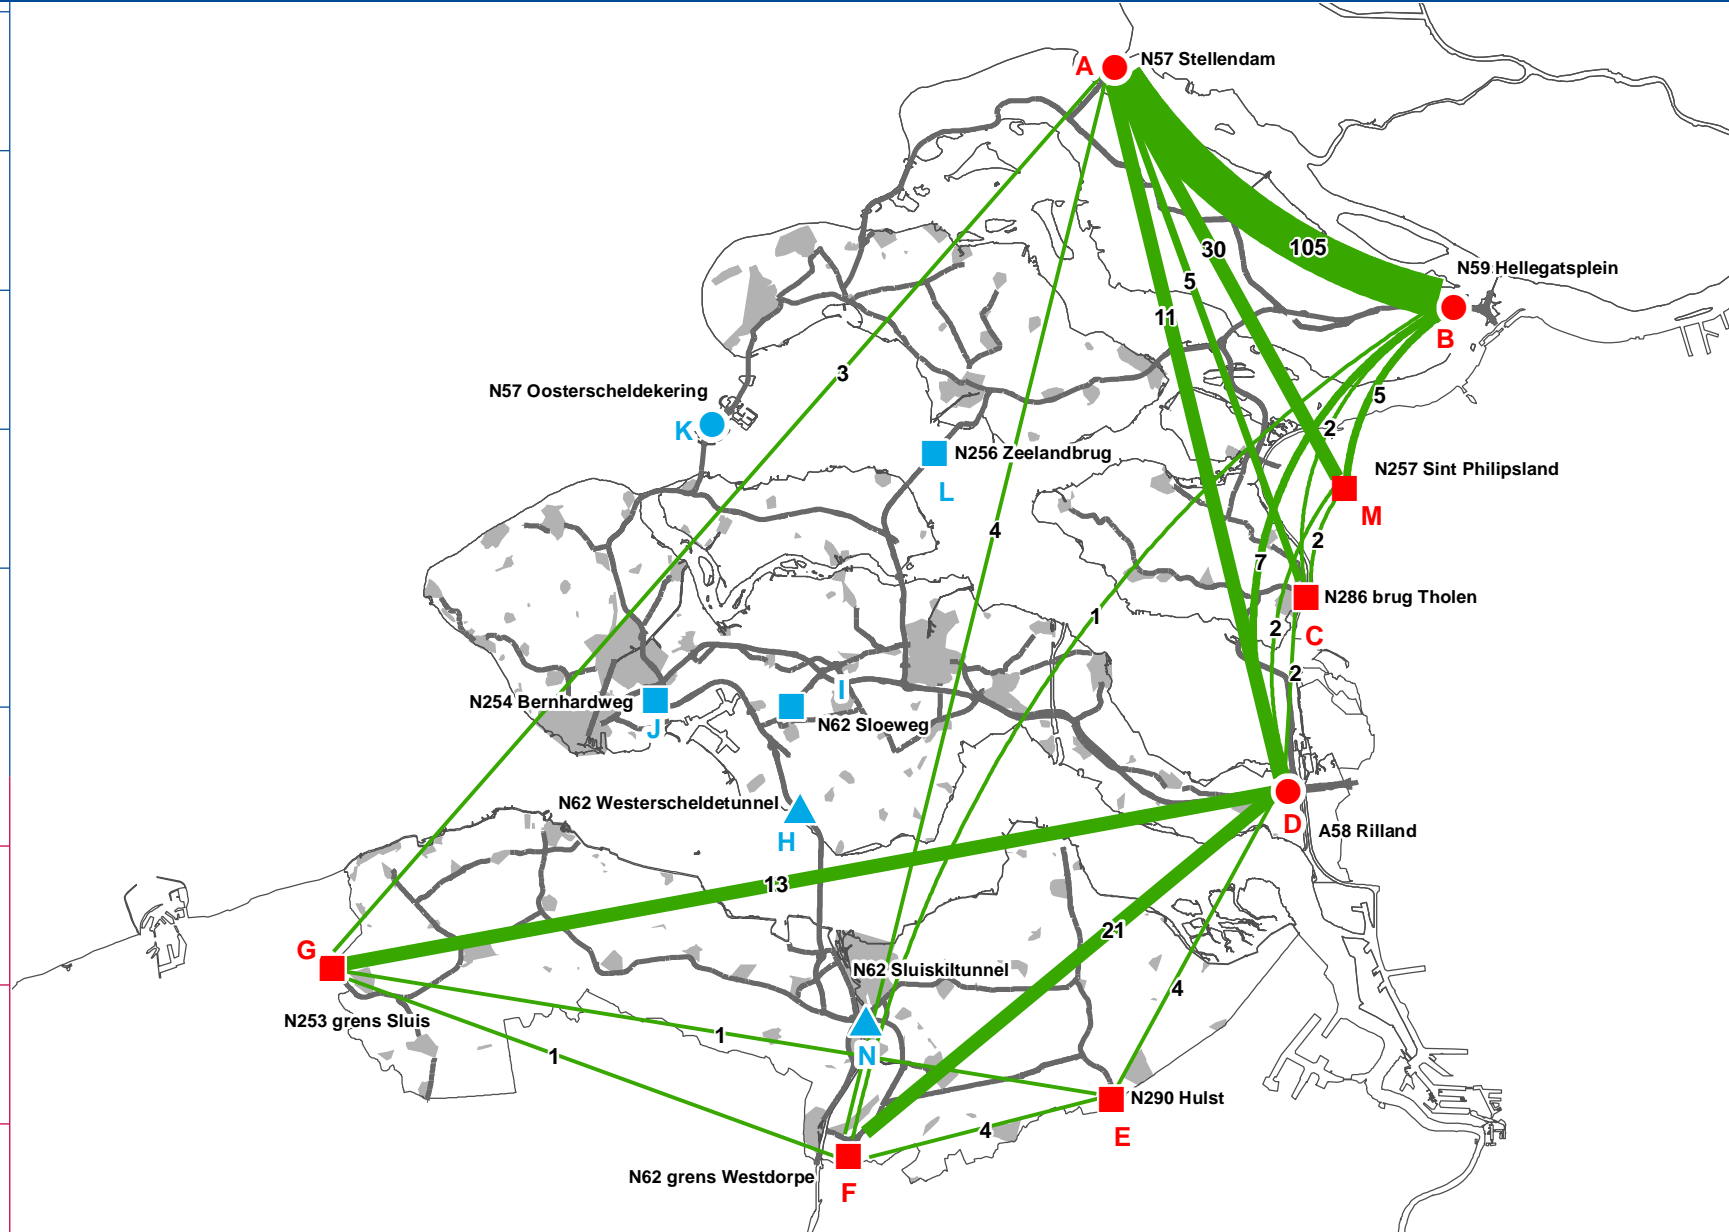 A
N57 Stellendam
30
105
N59 Hellegatsplein
5
11
B
3
N57 Oosterscheldekering
5
K
2
N256 Zeelandbrug
N257 Sint Philipsland
L
M
4
2
7
N286 brug Tholen
1
2
C
2
I
N254 Bernhardweg
J
N62 Sloeweg
N62 Westerscheldetunnel
H
D
A58 Rilland
13
21
G
N62 Sluiskiltunnel
4
N253 grens Sluis
1
1
N
N290 Hulst
4
E
N62 grens Westdorpe
F